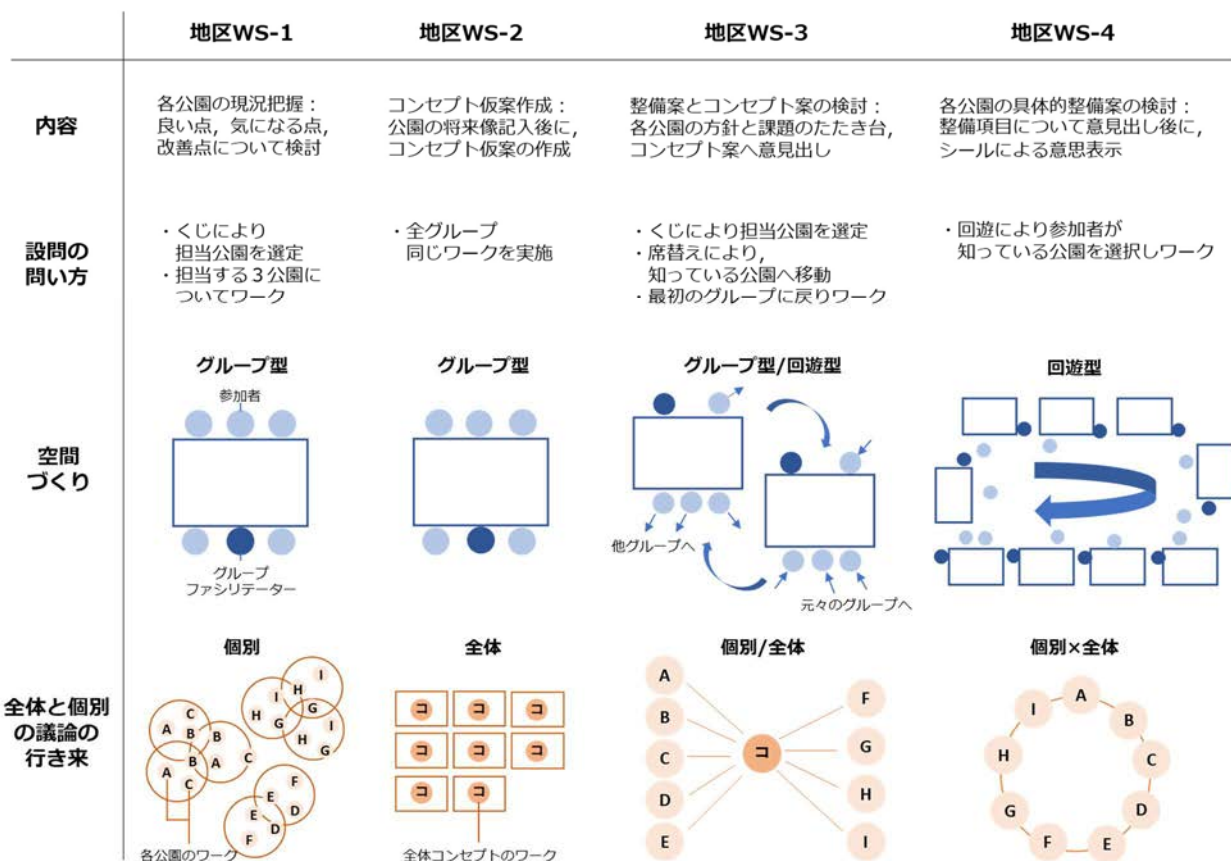 地区WS-1
地区WS-2
地区WS-3
地区WS-4
内容
各公園の現況把握：
良い点，気になる点，
改善点について検討
コンセプト仮案作成：
公園の将来像記入後に，
コンセプト仮案の作成
整備案とコンセプト案の検討：
各公園の方針と課題のたたき台，
コンセプト案へ意見出し
各公園の具体的整備案の検討：
整備項目について意見出し後に，
シールによる意思表示
設問の
問い方
・くじにより
担当公園を選定
・担当する３公園に
ついてワーク
・全グループ
同じワークを実施
・くじにより担当公園を選定
・席替えにより，
知っている公園へ移動
・最初のグループに戻りワーク
・回遊により参加者が
知っている公園を選択しワーク
空間
づくり
グループ型
参加者
グループ
ファシリテーター
グループ型
グループ型/回遊型
他グループへ
元々のグループへ
回遊型
全体と個別
の議論の
行き来
個別
C
A B
B
B
A C
A
C
I
H I
H G G
I
H
G
F
E
E D
D
F
各公園のワーク
全体
コ コ コ
コ コ コ
コ コ
全体コンセプトのワーク
個別/全体
A
B
C
D
E
コ
F
G
H
I
個別×全体
A
B
C
D
E
F
G
H
I